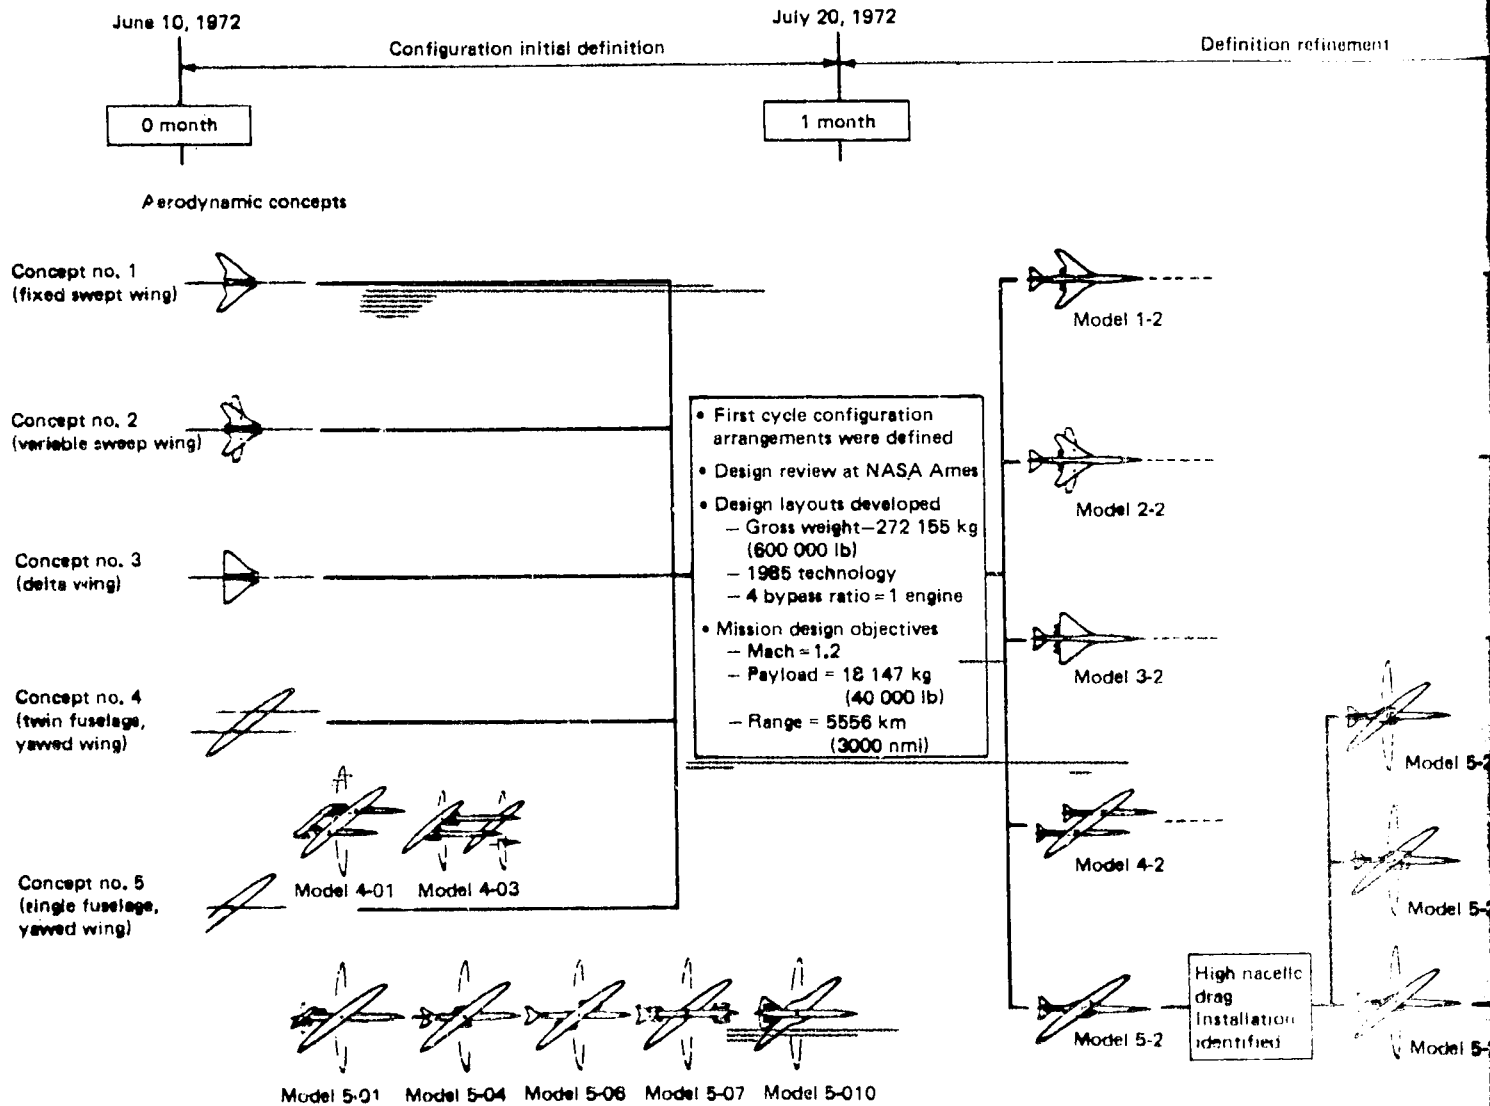 June 10, 1972
July 20, 1972
Configuration initial definition
Definition refinement
0 month
1 month
Aerodynamic concepts
Concept no. 1
(fixed swept wing)
Model 1-2
Concept no. 2
(variable sweep wing)
Model 2-2
• First cycle configuration
arrangements were defined
• Design review at NASA Ames
• Design layouts developed
— Gross weight—272 155 kg
(600 000 lb)
— 1985 technology
— 4 bypass ratio = 1 engine
• Mission design objectives
— Mach = 1.2
— Payload = 18 147 kg
(40 000 lb)
— Range = 5556 km
(3000 nmi)
Concept no. 3
(delta wing)
Model 3-2
Concept no. 4
(twin fuselage,
yawed wing)
Model 4-01
Model 4-03
Model 4-2
Concept no. 5
(single fuselage,
yawed wing)
Model 5-01
Model 5-04
Model 5-06
Model 5-07
Model 5-010
Model 5-2
High nacelle
drag
Installation
identified
Model 5-2
Model 5-
Model 5-